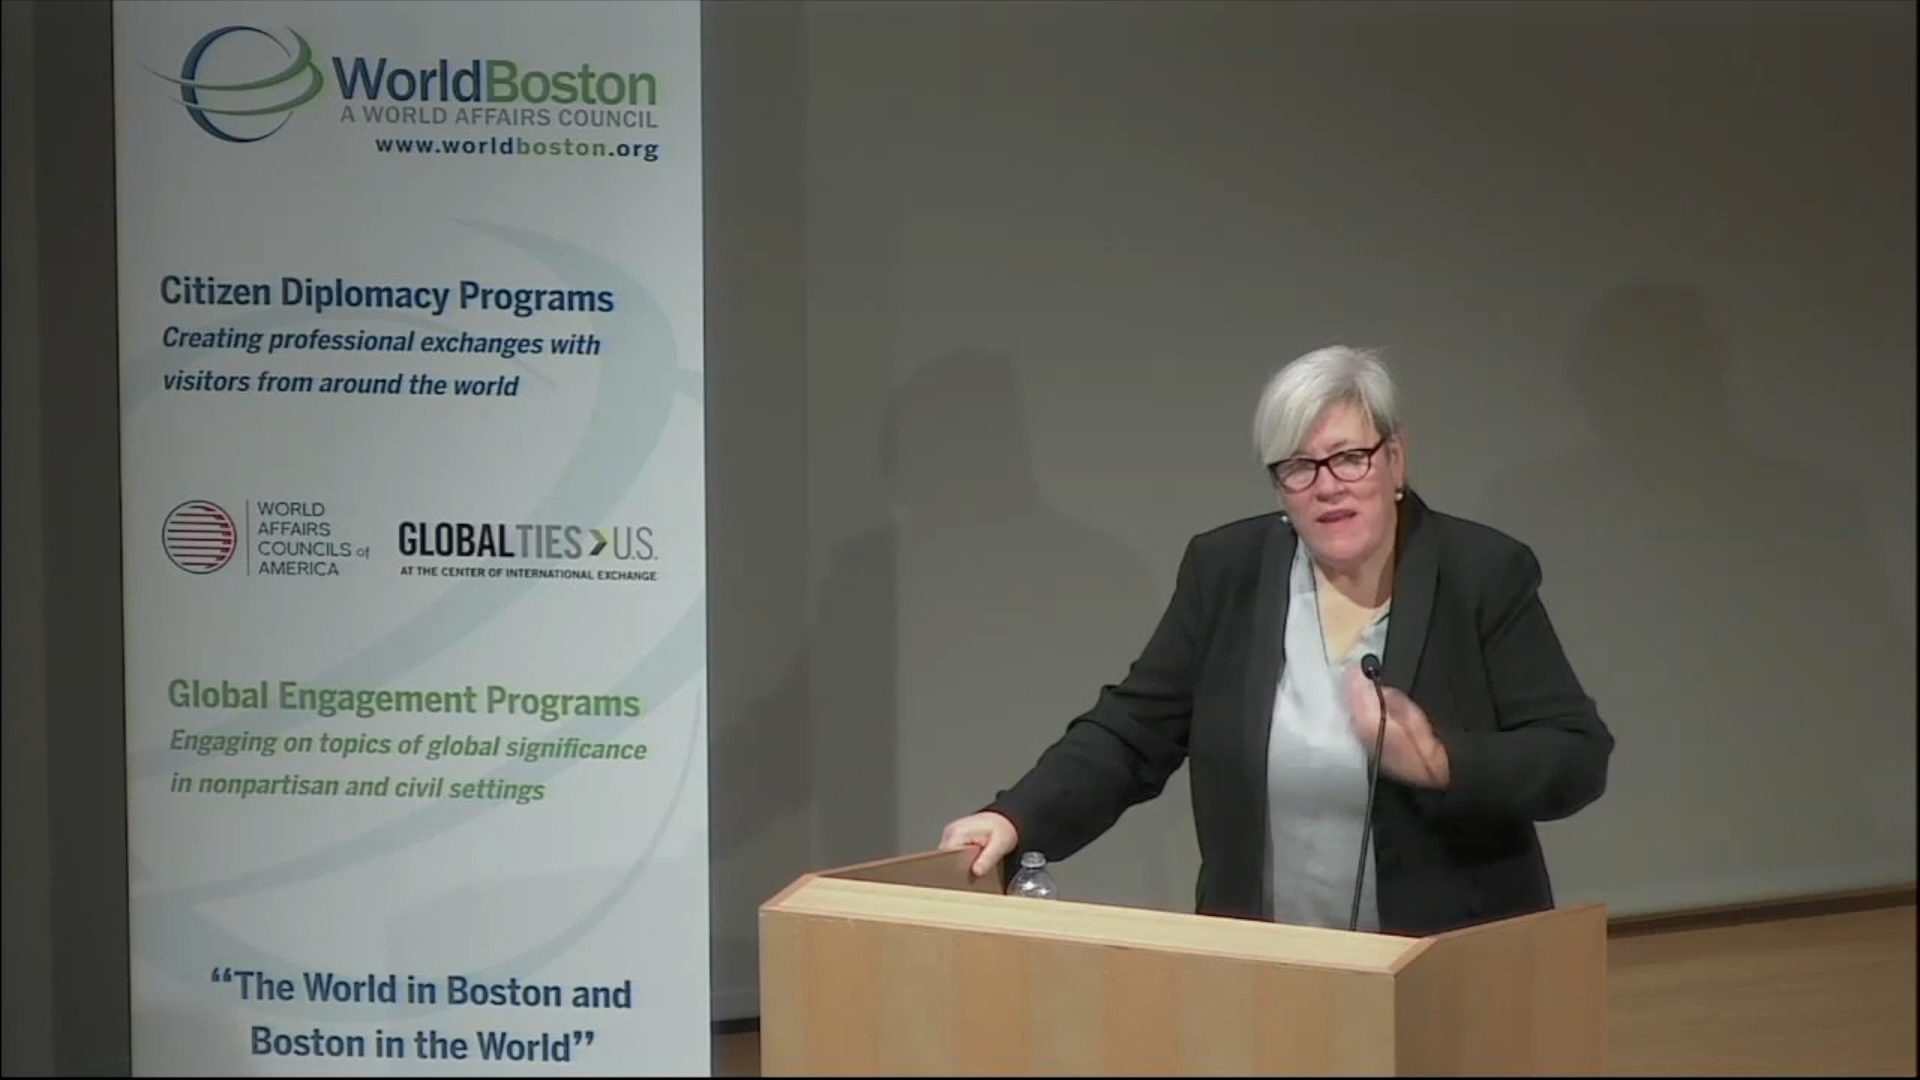 WorldBoston
A WORLD AFFAIRS COUNCIL
www.worldboston.org
Citizen Diplomacy Programs
Creating professional exchanges with
visitors from around the world
WORLD
AFFAIRS
COUNCILS of
AMERICA
GLOBALTIES U.S.
AT THE CENTER OF INTERNATIONAL EXCHANGE
Global Engagement Programs
Engaging on topics of global significance
in nonpartisan and civil settings
“The World in Boston and
Boston in the World”